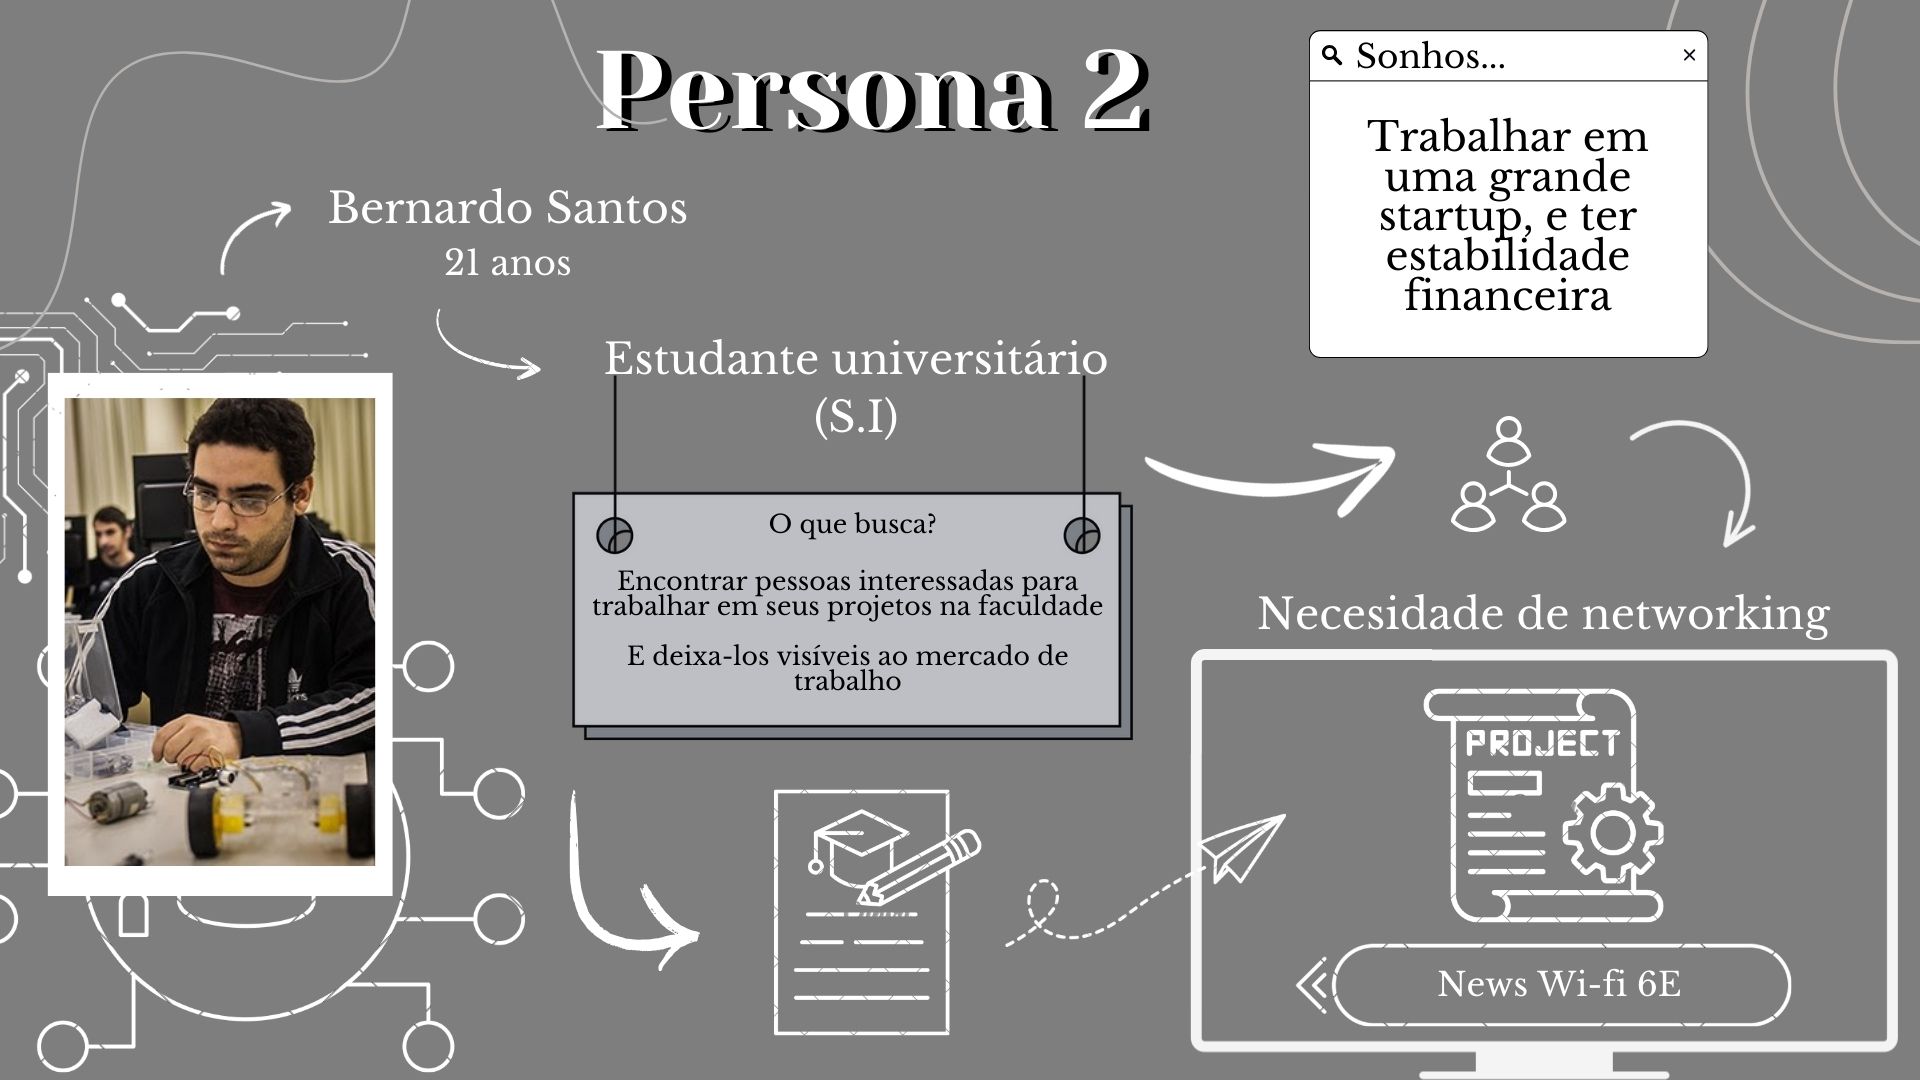 Persona 2
Sonhos...
Trabalhar em
uma grande
startup, e ter
estabilidade
financeira
Bernardo Santos
21 anos
Estudante universitário
(S.I)
O que busca?
Encontrar pessoas interessadas para
trabalhar em seus projetos na faculdade
E deixa-los visíveis ao mercado de
trabalho
Necesidade de networking
PROJECT
News Wi-fi 6E